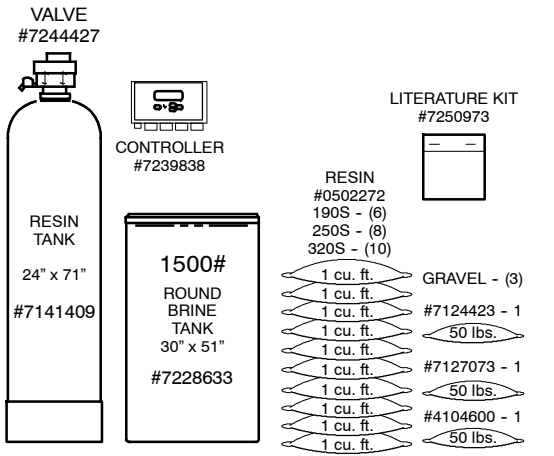 VALVE
#7244427
CONTROLLER
#7239838
LITERATURE KIT
#7250973
RESIN
TANK
24” x 71”
#7141409
1500#
ROUND
BRINE
TANK
30” x 51”
#7228633
RESIN
#0502272
190S - (6)
250S - (8)
320S - (10)
1 cu. ft.
1 cu. ft.
1 cu. ft.
1 cu. ft.
1 cu. ft.
1 cu. ft.
1 cu. ft.
1 cu. ft.
1 cu. ft.
1 cu. ft.
GRAVEL - (3)
#7124423 - 1
50 lbs.
#7127073 - 1
50 lbs.
#4104600 - 1
50 lbs.